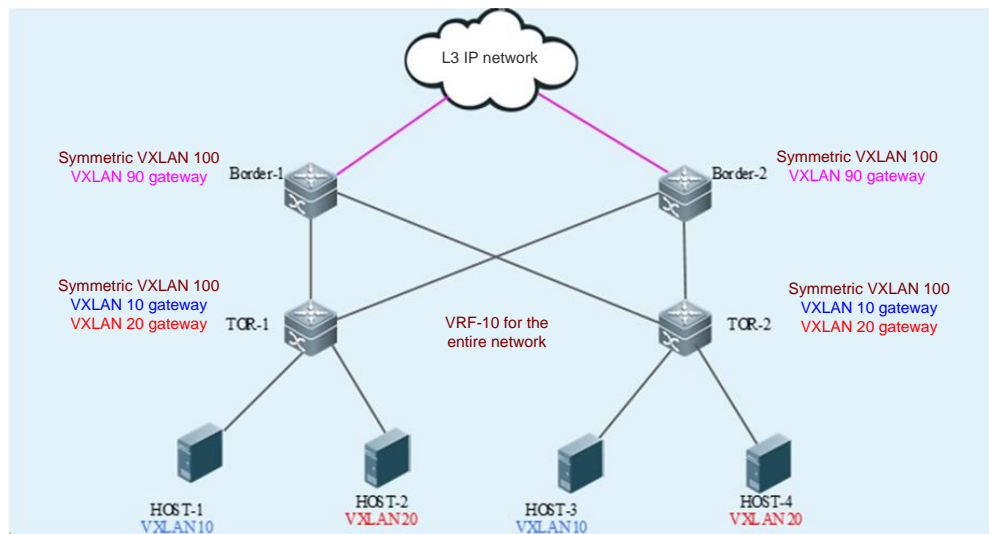 L3 IP network
Symmetric VXLAN 100
VXLAN 90 gateway
Border-1
Border-2
Symmetric VXLAN 100
VXLAN 90 gateway
Symmetric VXLAN 100
VXLAN 10 gateway
VXLAN 20 gateway
TOR-1
VRF-10 for the
entire network
TOR-2
Symmetric VXLAN 100
VXLAN 10 gateway
VXLAN 20 gateway
HOST-1
VXLAN10
HOST-2
VXLAN20
HOST-3
VXLAN10
HOST-4
VXLAN20